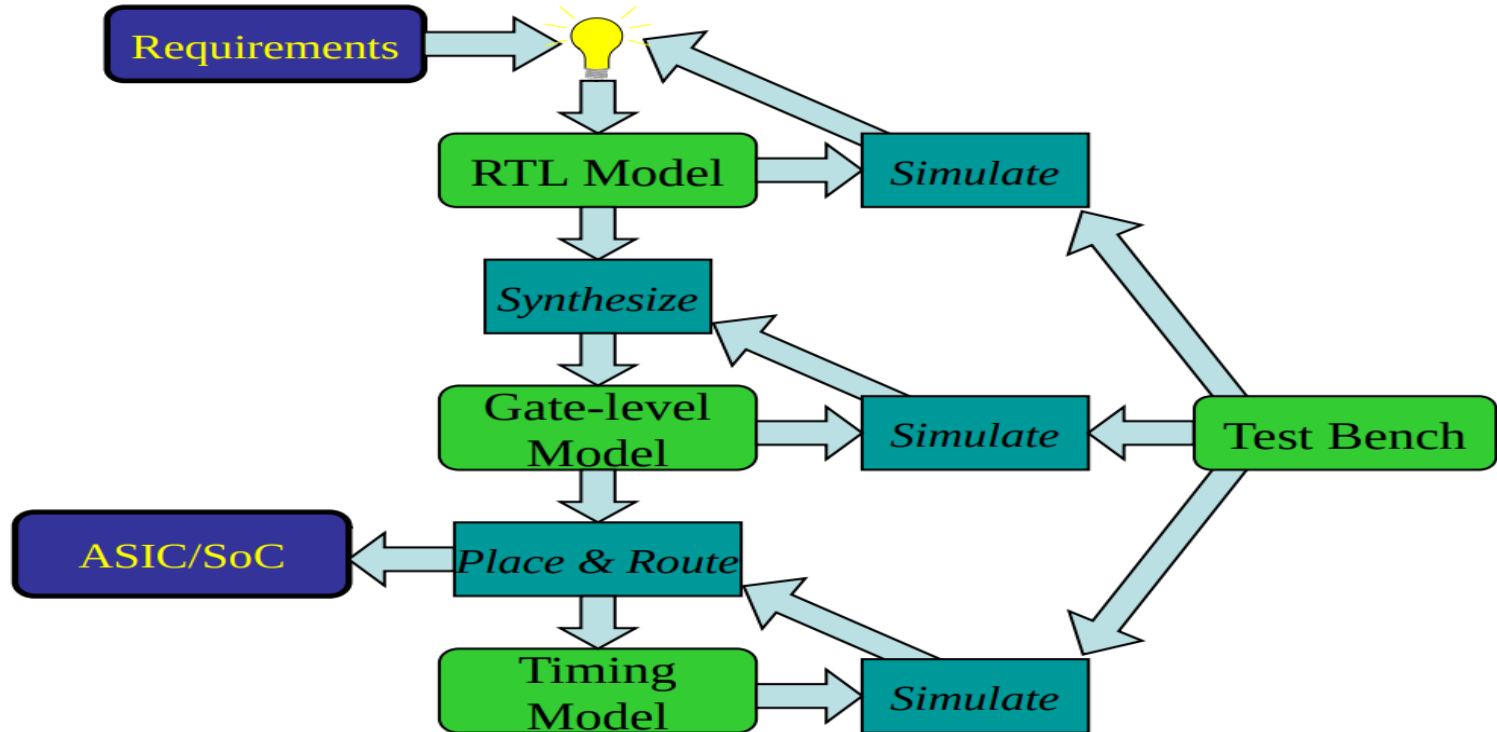 Requirements
RTL Model
Simulate
Synthesize
Gate-level
Model
Simulate
Test Bench
ASIC/SoC
Place & Route
Timing
Model
Simulate